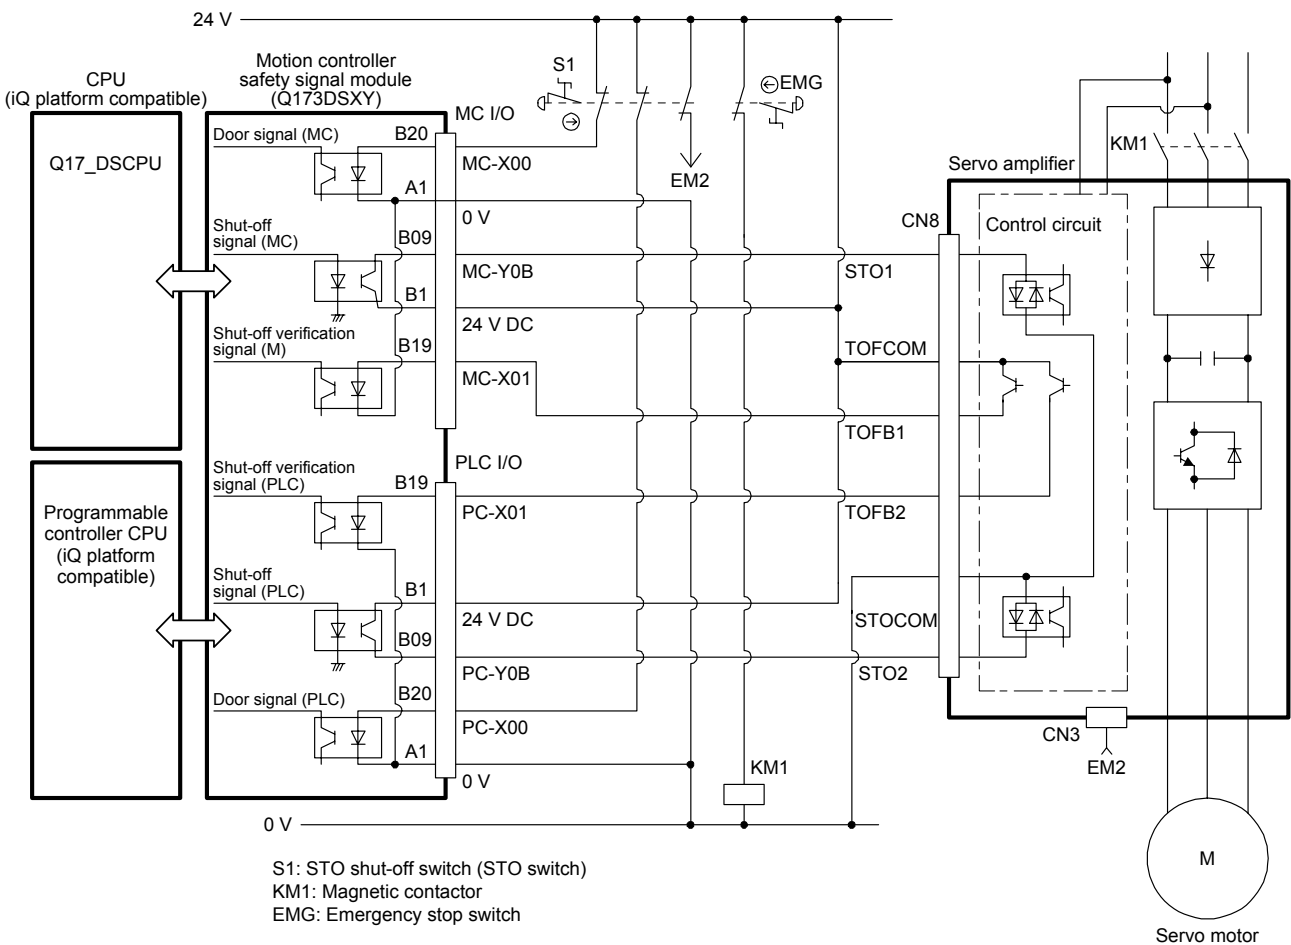 24 V
CPU
(iQ platform compatible)
Q17_DSCPU
Programmable
controller CPU
(iQ platform
compatible)
Motion controller
safety signal module
(Q173DSXY)
Door signal (MC)
Shut-off
signal (MC)
Shut-off verification
signal (M)
Shut-off verification
signal (PLC)
Shut-off
signal (PLC)
Door signal (PLC)
MC I/O
B20
MC-X00
A1
0 V
B09
MC-Y0B
B1
24 V DC
B19
MC-X01
PLC I/O
B19
PC-X01
B1
24 V DC
B09
PC-Y0B
B20
PC-X00
A1
0 V
S1
EMG
EM2
KM1
STO1
TOFCOM
TOFB1
TOFB2
STOCOM
STO2
CN8
Servo amplifier
Control circuit
KM1
CN3
EM2
M
Servo motor
0 V
S1: STO shut-off switch (STO switch)
KM1: Magnetic contactor
EMG: Emergency stop switch